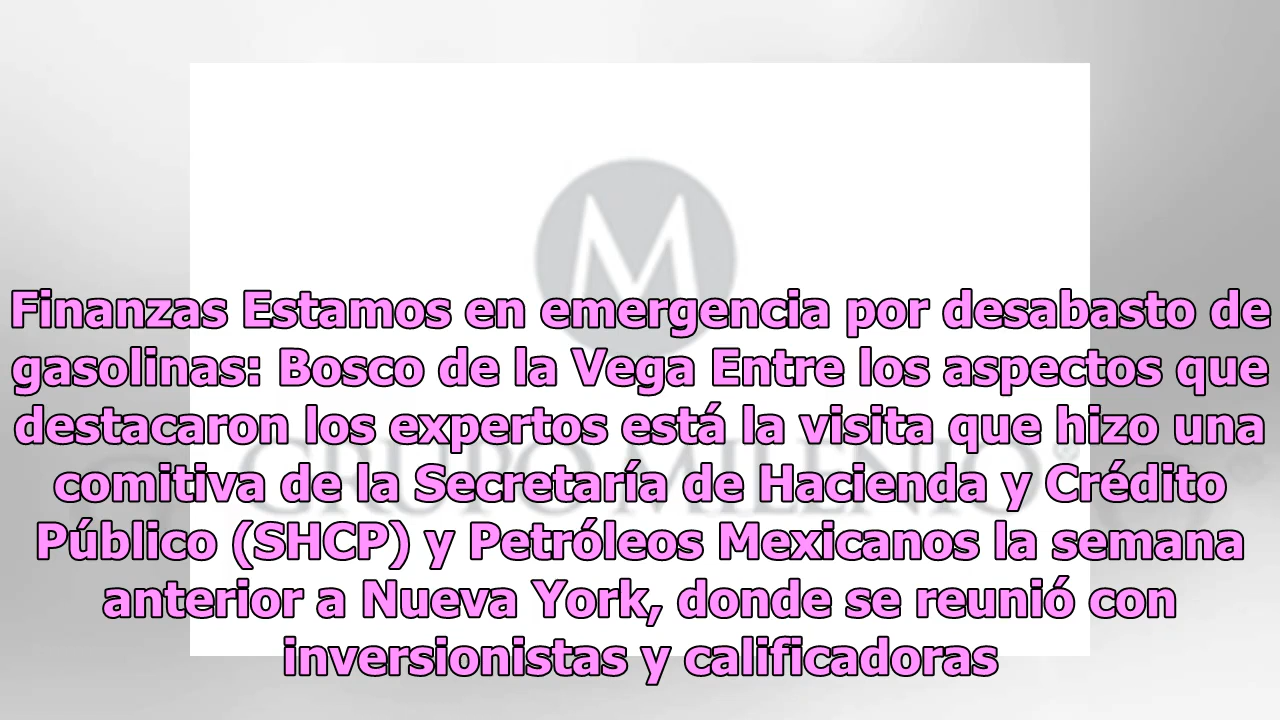 M
Finanzas Estamos en emergencia por desabasto de
gasolinas: Bosco de la Vega Entre los aspectos que
destacaron los expertos está la visita que hizo una
GRUPO MILENIO®
comitiva de la Secretaría de Hacienda y Crédito
Público (SHCP) y Petróleos Mexicanos la semana
anterior a Nueva York, donde se reunió con
inversionistas y calificadoras